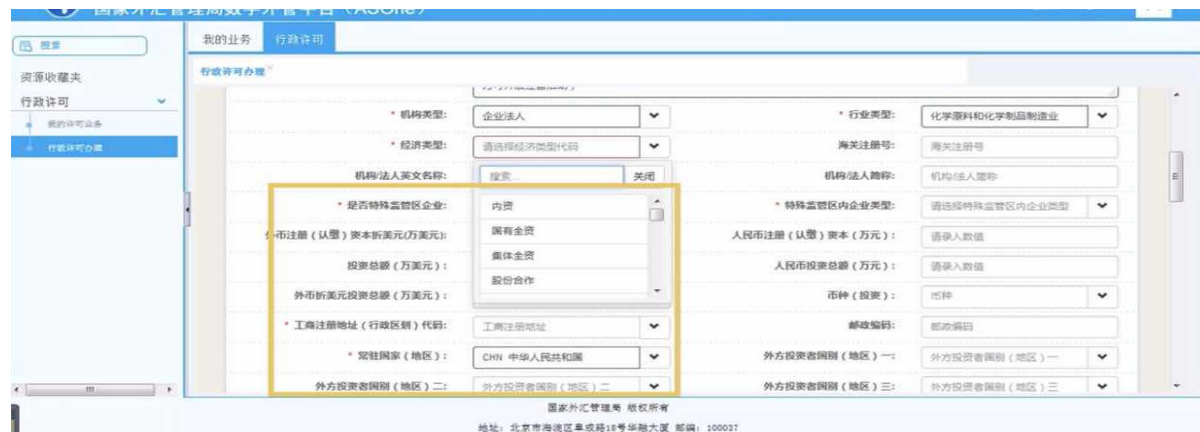 国家外汇管理局数字外管平台（ASOne）
我的业务 行政许可
搜索
行政许可办理
资源收藏夹
行政许可
我的许可业务
行政许可办理
* 机构类型: 企业法人 * 行业类型: 化学原料和化学制品制造业
* 经济类型: 请选择经济类型代码 海关注册号: 海关注册号
机构/法人英文名称: 搜索... 关闭 机构/法人简称: 机构/法人简称
* 是否特殊监管区企业: 内资 * 特殊监管区内企业类型: 请选择特殊监管区内企业类型
国有全资
外币注册（认缴）资本折美元(万美元): 人民币注册（认缴）资本（万元）: 请录入数值
集体全资
投资总额（万美元）: 人民币投资总额（万元）: 请录入数值
股份合作
外币折美元投资总额（万美元）: 币种（投资）: 币种
* 工商注册地址（行政区划）代码: 工商注册地址 邮政编码: 邮政编码
* 常驻国家（地区）: CHN 中华人民共和国 外方投资者国别（地区）一: 外方投资者国别（地区）一
外方投资者国别（地区）二: 外方投资者国别（地区）二 外方投资者国别（地区）三: 外方投资者国别（地区）三
国家外汇管理局 版权所有
地址: 北京市海淀区阜成路18号华融大厦 邮编: 100037